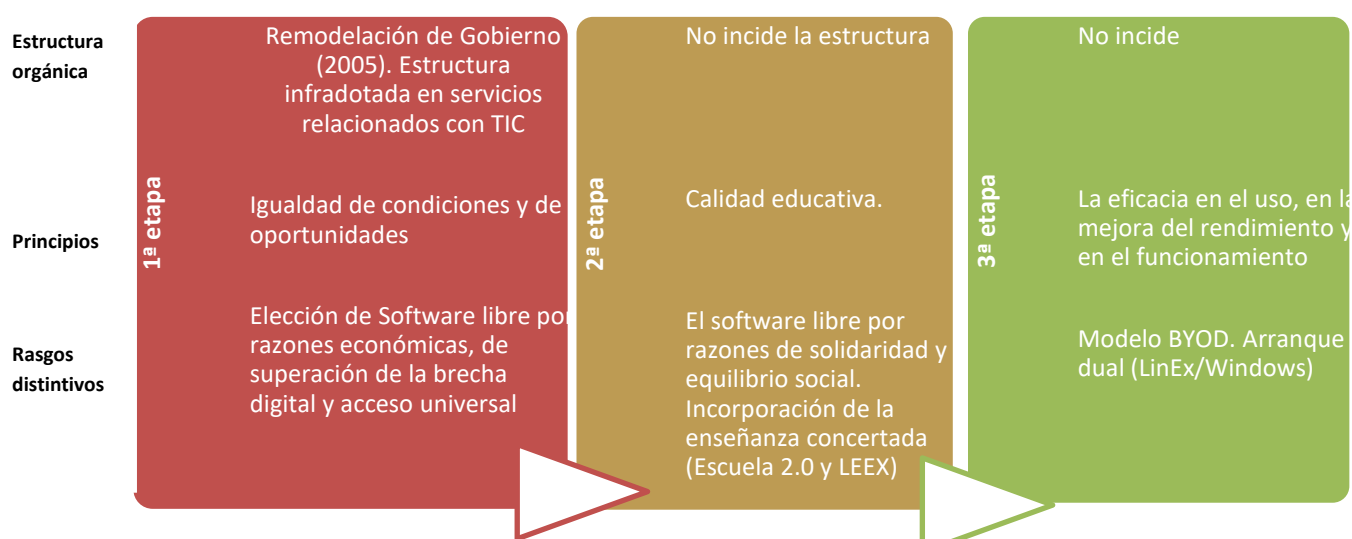 Estructura
orgánica
Remodelación de Gobierno
(2005). Estructura
infradotada en servicios
relacionados con TIC
No incide la estructura
No incide
1ª etapa
2ª etapa
3ª etapa
Principios
Igualdad de condiciones y de
oportunidades
Calidad educativa.
La eficacia en el uso, en la
mejora del rendimiento y
en el funcionamiento
Rasgos
distintivos
Elección de Software libre por
razones económicas, de
superación de la brecha
digital y acceso universal
El software libre por
razones de solidaridad y
equilibrio social.
Incorporación de la
enseñanza concertada
(Escuela 2.0 y LEEX)
Modelo BYOD. Arranque
dual (LinEx/Windows)